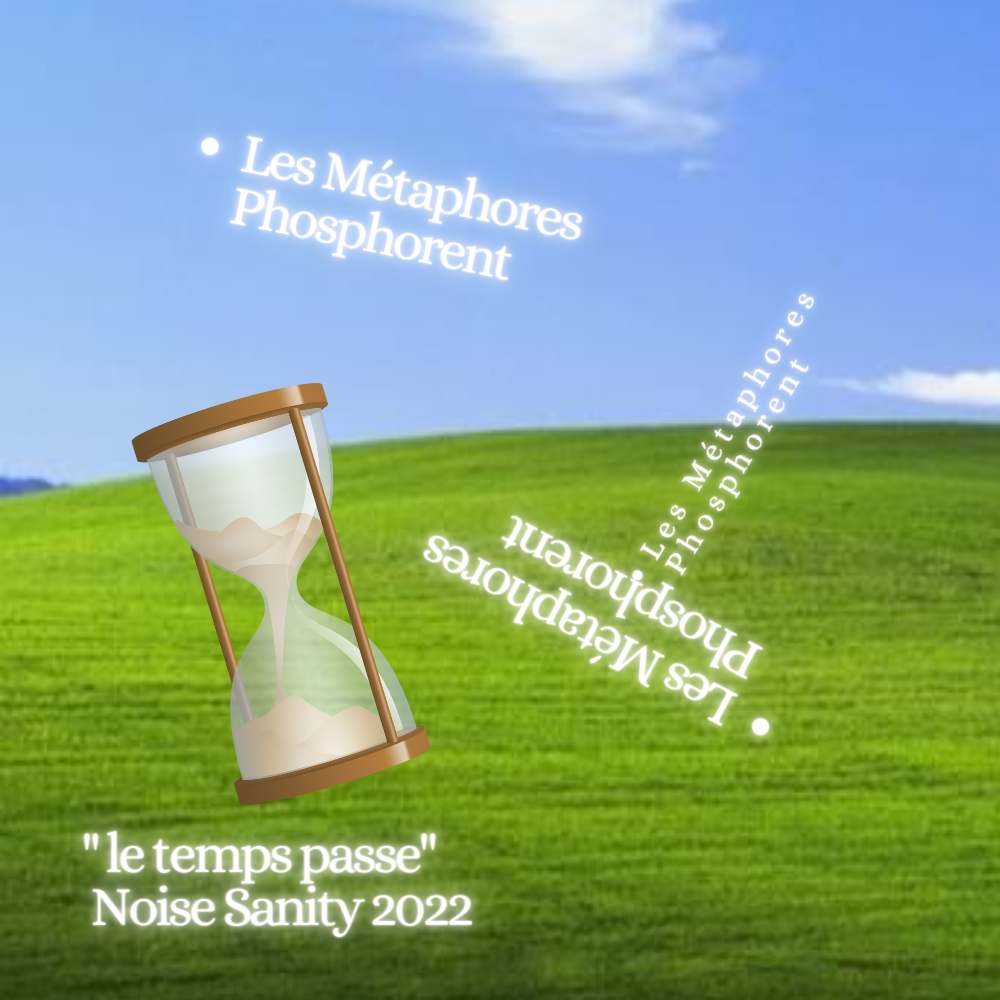 • Les Métaphores
Phosphorent
Les Métaphores
Phosphorent
• Les Métaphores
Phosphorent
" le temps passe"
Noise Sanity 2022